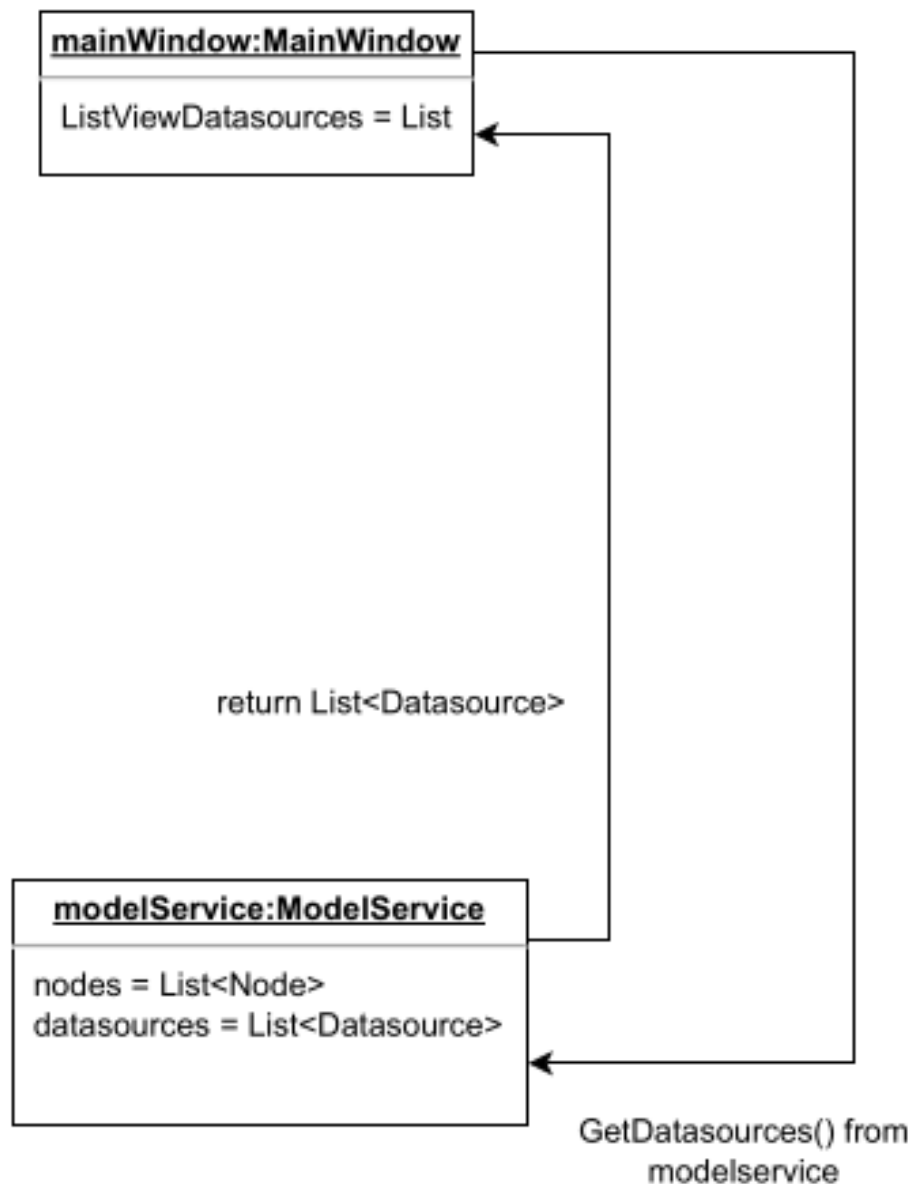 mainWindow:MainWindow
ListViewDatasources = List
return List<Datasource>
modelService:ModelService
nodes = List<Node>
datasources = List<Datasource>
GetDatasources() from
modelservice